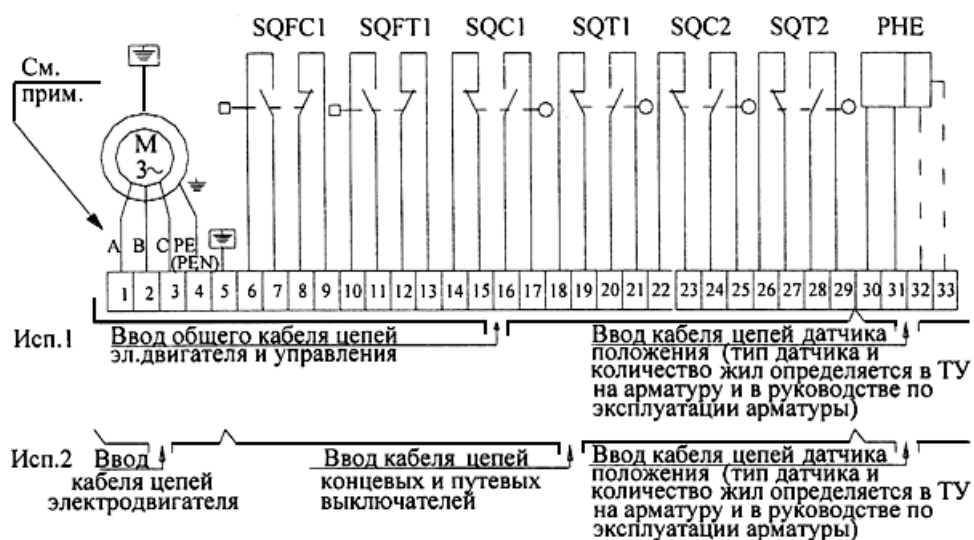 SQFC1 SQFT1 SQC1 SQT1 SQC2 SQT2 PHE
См.
прим.
М
3~
A B C PE
(PEN)
1 2 3 4 5 6 7 8 9 10 11 12 13 14 15 16 17 18 19 20 21 22 23 24 25 26 27 28 29 30 31 32 33
Исп.1
Ввод общего кабеля цепей
эл.двигателя и управления
Ввод кабеля цепей датчика
положения (тип датчика и
количество жил определяется в ТУ
на арматуру и в руководстве по
эксплуатации арматуры)
Исп.2
Ввод
кабеля цепей
электродвигателя
Ввод кабеля цепей
концевых и путевых
выключателей
Ввод кабеля цепей датчика
положения (тип датчика и
количество жил определяется в ТУ
на арматуру и в руководстве по
эксплуатации арматуры)